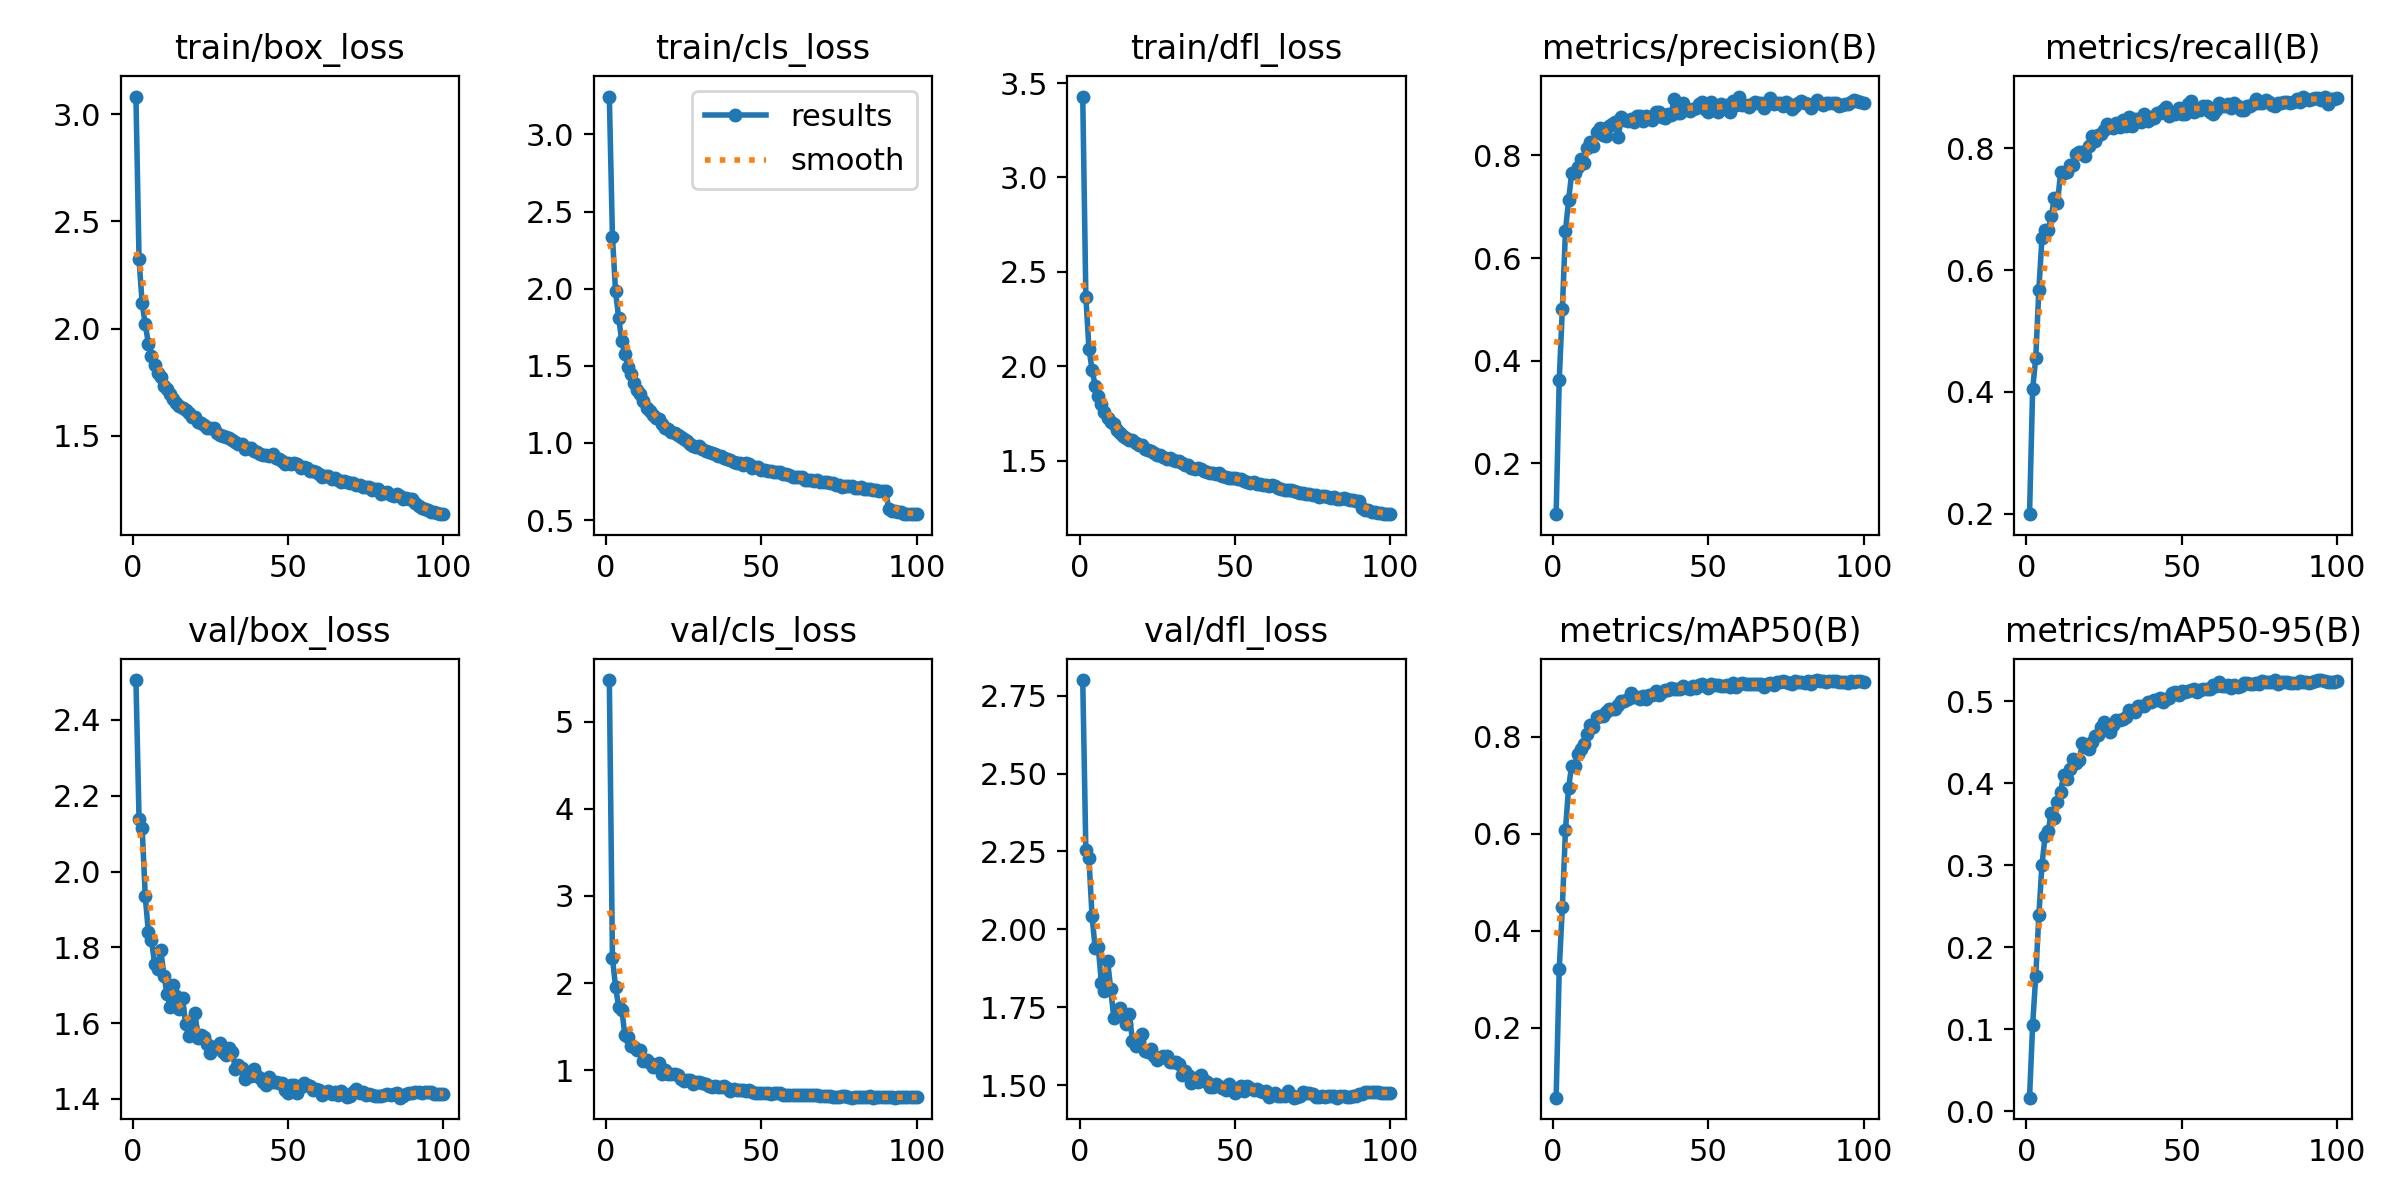 train/box_loss
3.0
2.5
2.0
1.5
0 50 100
train/cls_loss
results
smooth
3.0
2.5
2.0
1.5
1.0
0.5
0 50 100
train/dfl_loss
3.5
3.0
2.5
2.0
1.5
0 50 100
metrics/precision(B)
0.8
0.6
0.4
0.2
0 50 100
metrics/recall(B)
0.8
0.6
0.4
0.2
0 50 100
val/box_loss
2.4
2.2
2.0
1.8
1.6
1.4
0 50 100
val/cls_loss
5
4
3
2
1
0 50 100
val/dfl_loss
2.75
2.50
2.25
2.00
1.75
1.50
0 50 100
metrics/mAP50(B)
0.8
0.6
0.4
0.2
0 50 100
metrics/mAP50-95(B)
0.5
0.4
0.3
0.2
0.1
0.0
0 50 100